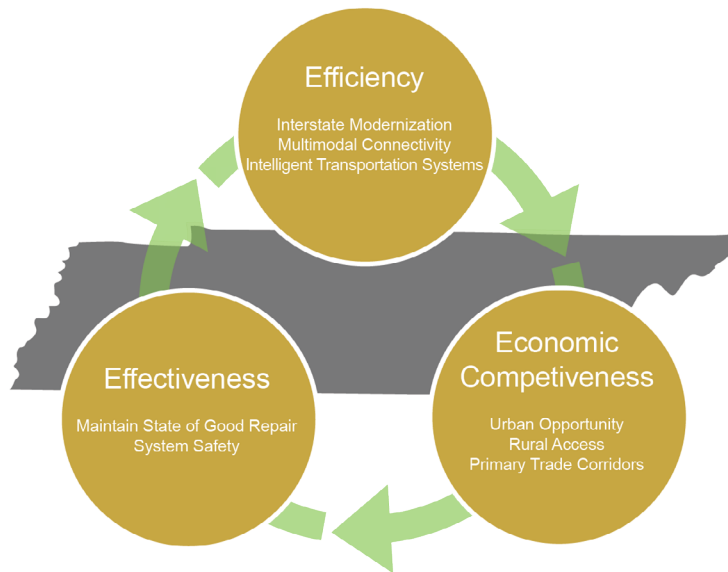 Efficiency
Interstate Modernization
Multimodal Connectivity
Intelligent Transportation Systems
Effectiveness
Maintain State of Good Repair
System Safety
Economic
Competiveness
Urban Opportunity
Rural Access
Primary Trade Corridors